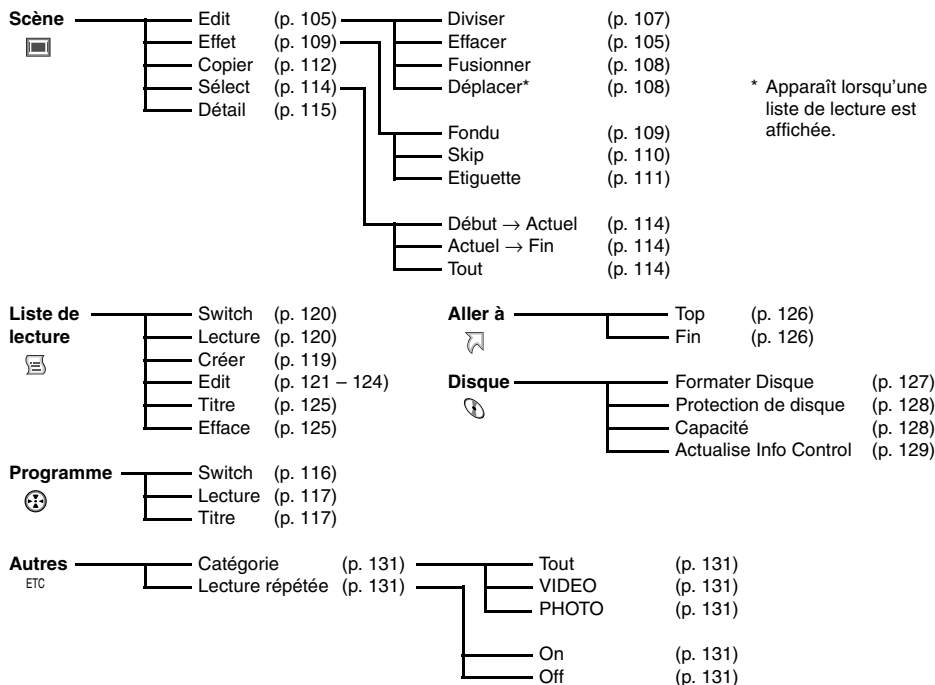 Scène
Edit (p. 105)
Effet (p. 109)
Copier (p. 112)
Sélect (p. 114)
Détail (p. 115)
Diviser (p. 107)
Effacer (p. 105)
Fusionner (p. 108)
Déplacer* (p. 108)
* Apparaît lorsqu'une
liste de lecture est
affichée.
Fondu (p. 109)
Skip (p. 110)
Etiguette (p. 111)
Début → Actuel (p. 114)
Actuel → Fin (p. 114)
Tout (p. 114)
Liste de
lecture
Switch (p. 120)
Lecture (p. 120)
Créer (p. 119)
Edit (p. 121 – 124)
Titre (p. 125)
Efface (p. 125)
Aller à
Top (p. 126)
Fin (p. 126)
Disque
Formater Disque (p. 127)
Protection de disque (p. 128)
Capacité (p. 128)
Actualise Info Control (p. 129)
Programme
Switch (p. 116)
Lecture (p. 117)
Titre (p. 117)
Autres
ETC
Catégorie (p. 131)
Lecture répétée (p. 131)
Tout (p. 131)
VIDEO (p. 131)
PHOTO (p. 131)
On (p. 131)
Off (p. 131)